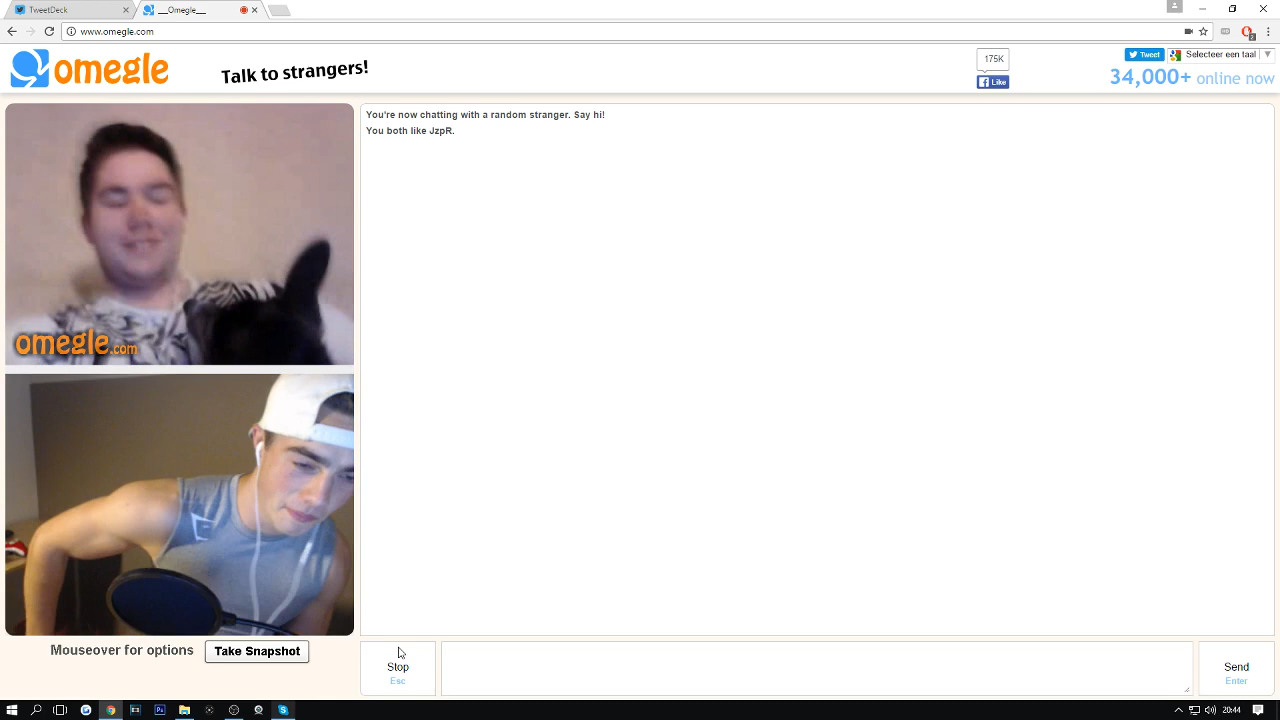 TweetDeck
__Omegle__
www.omegle.com
omegle
Talk to strangers!
175K
Like
Tweet
Selecteer een taal
34,000+ online now
You're now chatting with a random stranger. Say hi!
You both like JzpR.
omegle.com
Mouseover for options
Take Snapshot
Stop
Esc
Send
Enter
20:44